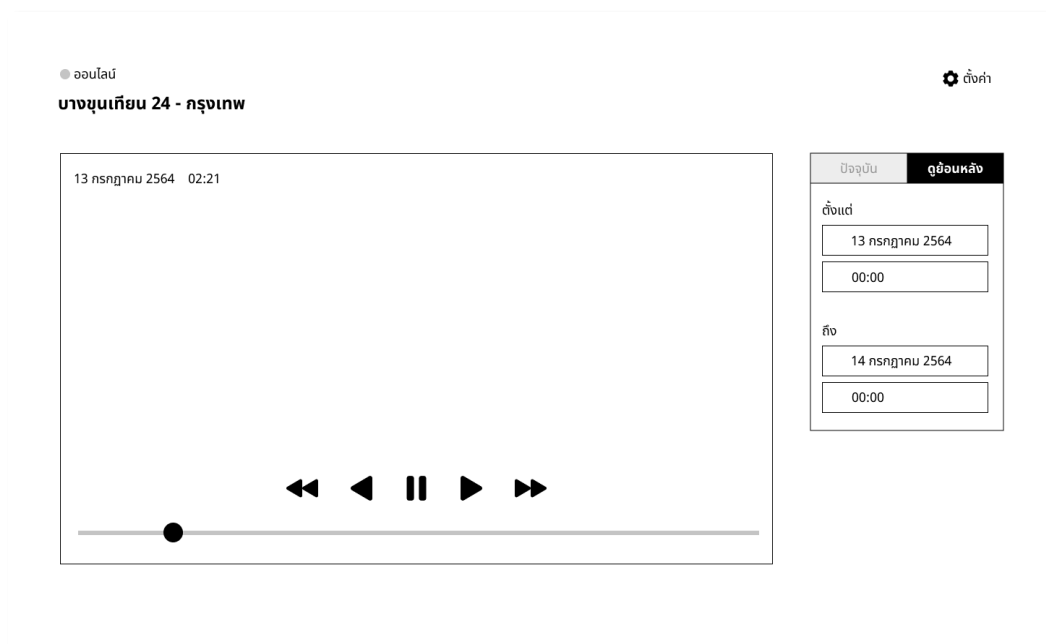 ออนไลน์
ตั้งค่า
บางขุนเทียน 24 - กรุงเทพ
13 กรกฎาคม 2564 02:21
ปัจจุบัน
ดูย้อนหลัง
ตั้งแต่
13 กรกฏาคม 2564
00:00
ถึง
14 กรกฏาคม 2564
00:00